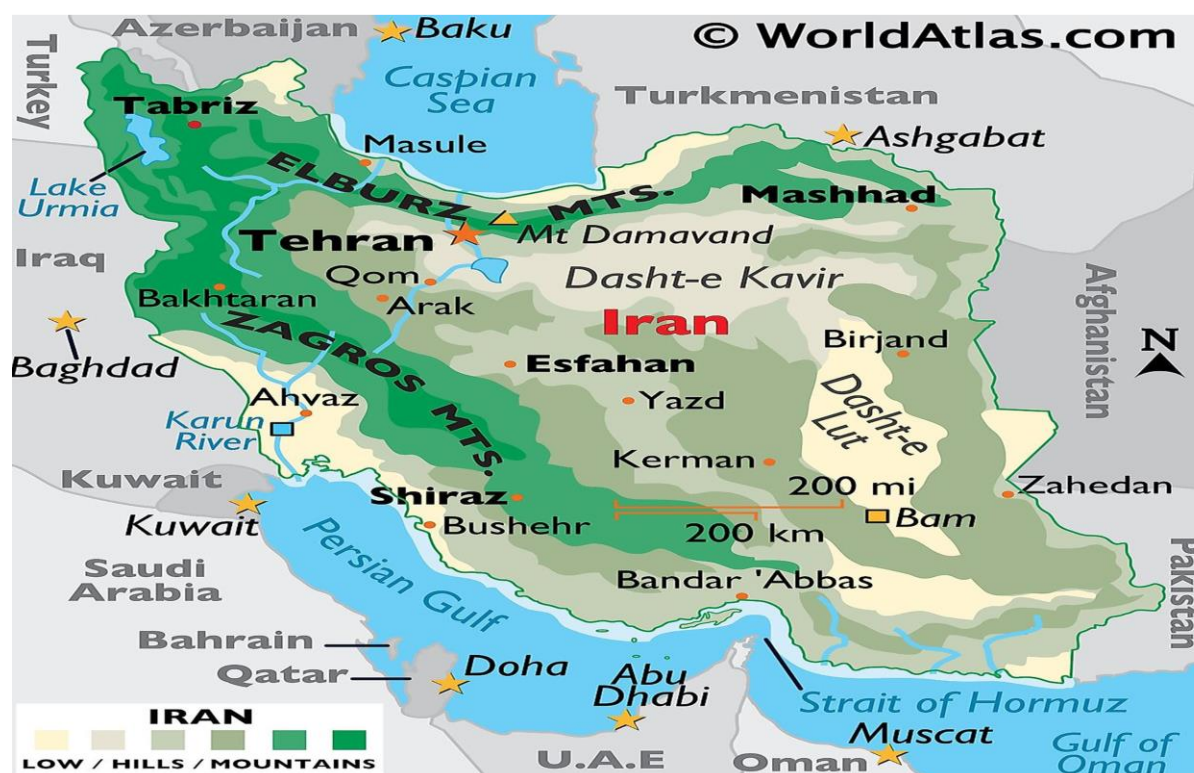 Azerbaijan
Baku
© WorldAtlas.com
Turkey
Caspian
Sea
Turkmenistan
Tabriz
Ashgabat
Masule
Lake
Urmia
ELBURZ MTS.
Mashhad
Tehran
Mt Damavand
Iraq
Qom
Dasht-e Kavir
Afghanistan
Bakhtaran
Arak
Iran
Birjand
N
Baghdad
ZAGROS MTS.
Esfahan
Ahvaz
Yazd
Dasht-e
Lut
Karun
River
Kerman
Kuwait
200 mi
Zahedan
Shiraz
Kuwait
Bushehr
200 km
Bam
Persian Gulf
Saudi
Arabia
Bandar 'Abbas
Pakistan
Bahrain
Qatar
Doha
Abu
Dhabi
Strait of Hormuz
Muscat
Gulf of
Oman
U.A.E
Oman
IRAN
LOW / HILLS / MOUNTAINS